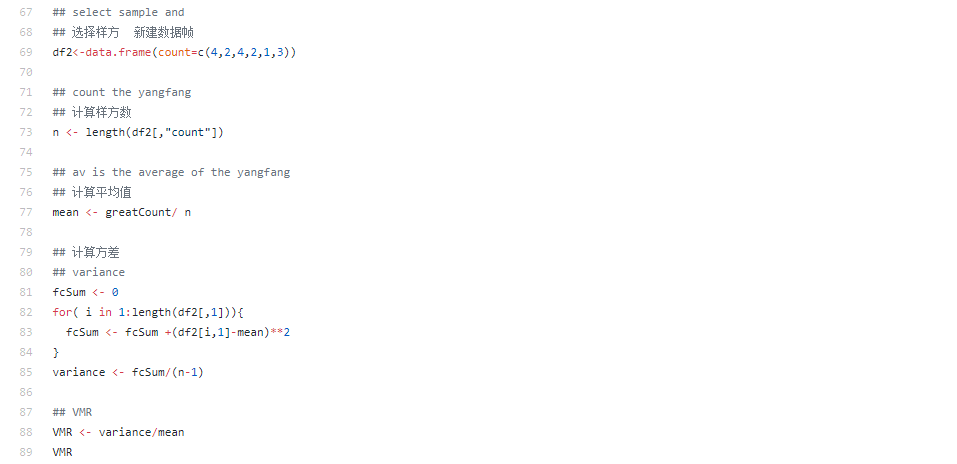 67 ## select sample and
68 ## 选择样方  新建数据帧
69 df2<-data.frame(count=c(4,2,4,2,1,3))
70
71 ## count the yangfang
72 ## 计算样方数
73 n <- length(df2[,"count"])
74
75 ## av is the average of the yangfang
76 ## 计算平均值
77 mean <- greatCount/ n
78
79 ## 计算方差
80 ## variance
81 fcSum <- 0
82 for( i in 1:length(df2[,1])){
83   fcSum <- fcSum +(df2[i,1]-mean)**2
84 }
85 variance <- fcSum/(n-1)
86
87 ## VMR
88 VMR <- variance/mean
89 VMR